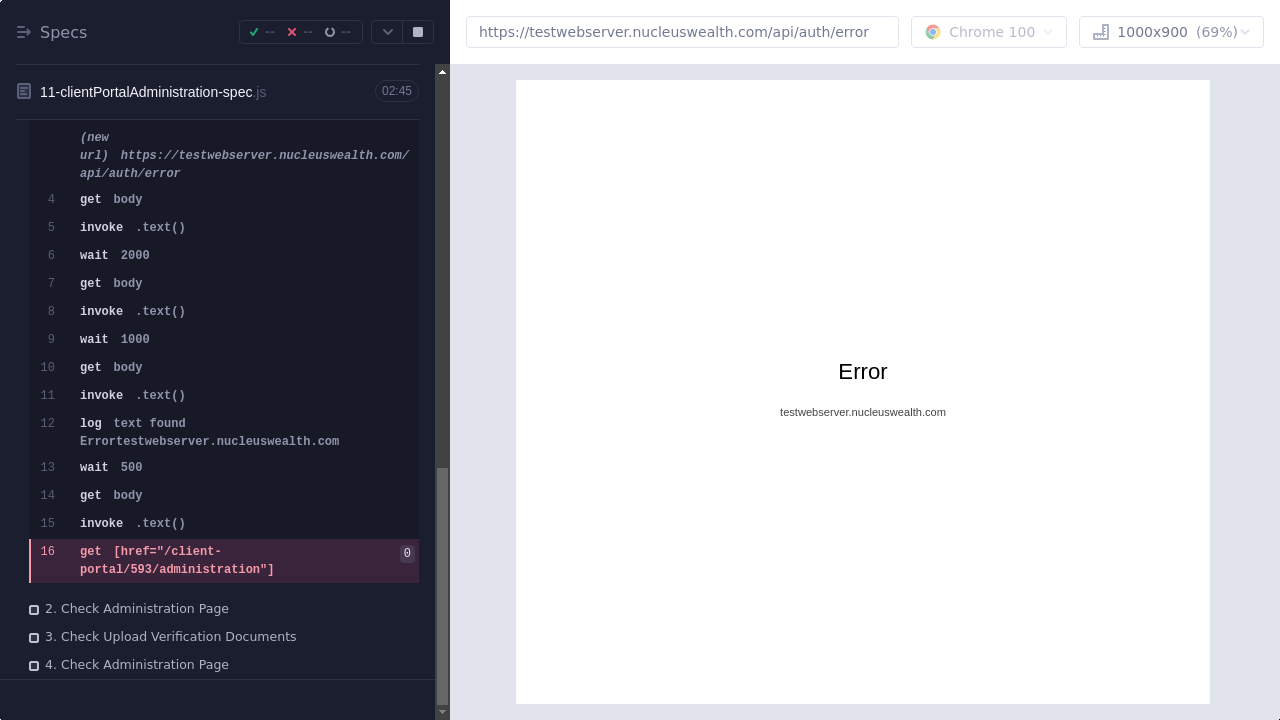 Specs
--
--
--
https://testwebserver.nucleuswealth.com/api/auth/error
Chrome 100
1000x900 (69%)
11-clientPortalAdministration-spec.js
02:45
(new
url) https://testwebserver.nucleuswealth.com/
api/auth/error
4 get body
5 invoke .text()
6 wait 2000
7 get body
8 invoke .text()
9 wait 1000
10 get body
11 invoke .text()
12 log text found
Errortestwebserver.nucleuswealth.com
13 wait 500
14 get body
15 invoke .text()
16 get [href="/client-
portal/593/administration"]
0
2. Check Administration Page
3. Check Upload Verification Documents
4. Check Administration Page
Error
testwebserver.nucleuswealth.com